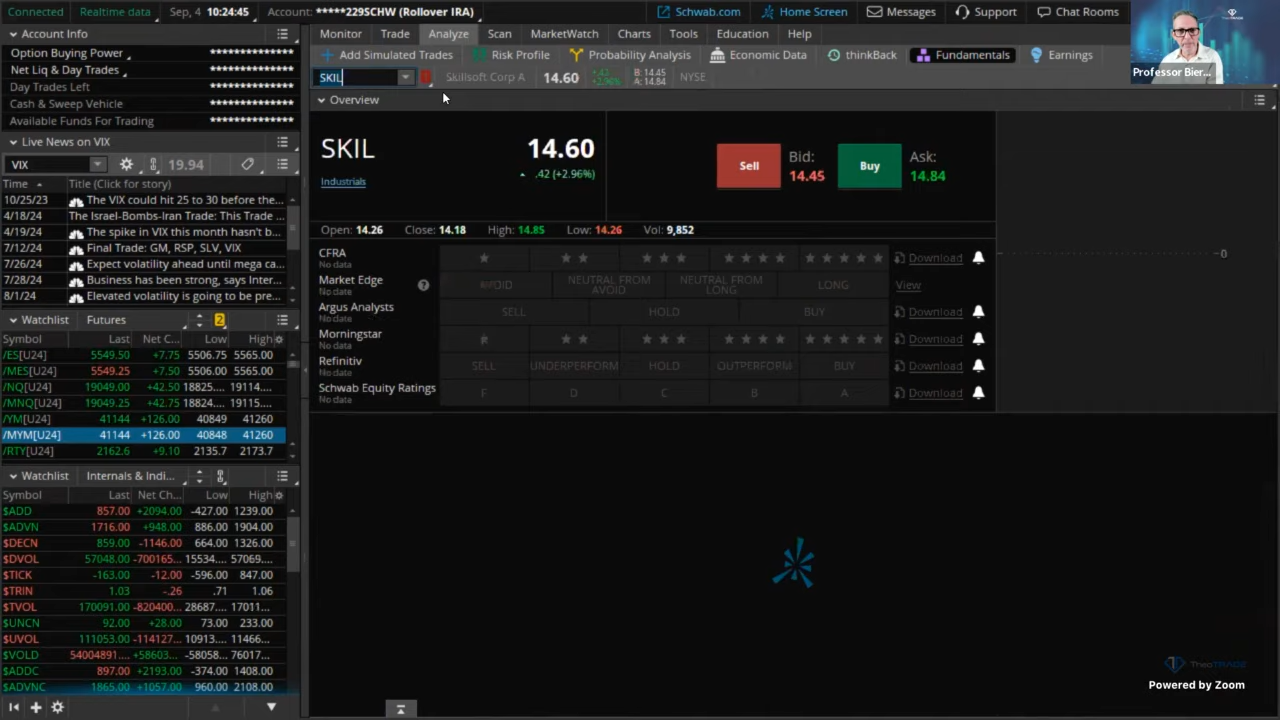 Connected Realtime data Sep, 4 10:24:45 Account: *****229SCHW (Rollover IRA) Schwab.com Home Screen Messages Support Chat Rooms
Account Info
Option Buying Power **************
Net Liq & Day Trades **************
Day Trades Left **************
Cash & Sweep Vehicle **************
Available Funds For Trading **************
Live News on VIX
VIX 19.94
Time Title (Click for story)
10/25/23 The VIX could hit 25 to 30 before the...
4/18/24 The Israel-Bombs-Iran Trade: This Trade ...
4/19/24 The spike in VIX this month hasn't b...
7/12/24 Final Trade: GM, RSP, SLV, VIX
7/26/24 Expect volatility ahead until mega ca...
7/28/24 Business has been strong, says Inter...
8/1/24 Elevated volatility is going to be pre...
Watchlist Futures 2
Symbol Last Net C... Low High
/ES[U24] 5549.50 +7.75 5506.75 5565.00
/MES[U24] 5549.25 +7.50 5506.00 5565.00
/NQ[U24] 19049.00 +42.50 18825.... 19114....
/MNQ[U24] 19049.25 +42.75 18824.... 19115....
/YM[U24] 41144 +126.00 40849 41260
/MYM[U24] 41144 +126.00 40848 41260
/RTY[U24] 2162.6 +9.10 2135.7 2173.7
Watchlist Internals & Indi...
Symbol Last Net Ch... Low High
$ADD 857.00 +2094.00 -427.00 1239.00
$ADVN 1716.00 +948.00 886.00 1904.00
$DECN 859.00 -1146.00 664.00 1326.00
$DVOL 57048.00 -700165... 15534.... 57069....
$TICK -163.00 -12.00 -596.00 847.00
$TRIN 1.03 -.26 .71 1.06
$TVOL 170091.00 -820400... 28687.... 17011...
$UNCN 92.00 +28.00 73.00 233.00
$UVOL 111053.00 -114127... 10913.... 11466...
$VOLD 54004891.... +58603... -58058... 76017...
$ADDC 897.00 +2193.00 -374.00 1408.00
$ADVNC 1865.00 +1057.00 960.00 2108.00
Monitor Trade Analyze Scan MarketWatch Charts Tools Education Help
Add Simulated Trades Risk Profile Probability Analysis Economic Data thinkBack Fundamentals Earnings
SKIL Skillsoft Corp A 14.60 +.42 +2.96% B: 14.45 A: 14.84 NYSE
Overview
SKIL 14.60
Industrials .42 (+2.96%)
Sell Bid: 14.45 Buy Ask: 14.84
Open: 14.26 Close: 14.18 High: 14.85 Low: 14.26 Vol: 9,852
CFRA
No data Download
Market Edge
No data NEUTRAL FROM AVOID NEUTRAL FROM LONG LONG View
Argus Analysts
No data SELL HOLD BUY Download
Morningstar
No data Download
Refinitiv
No data SELL UNDERPERFORM HOLD OUTPERFORM BUY Download
Schwab Equity Ratings
No data F D C B A Download
0
Professor Bier...
TheoTRADE
Powered by Zoom